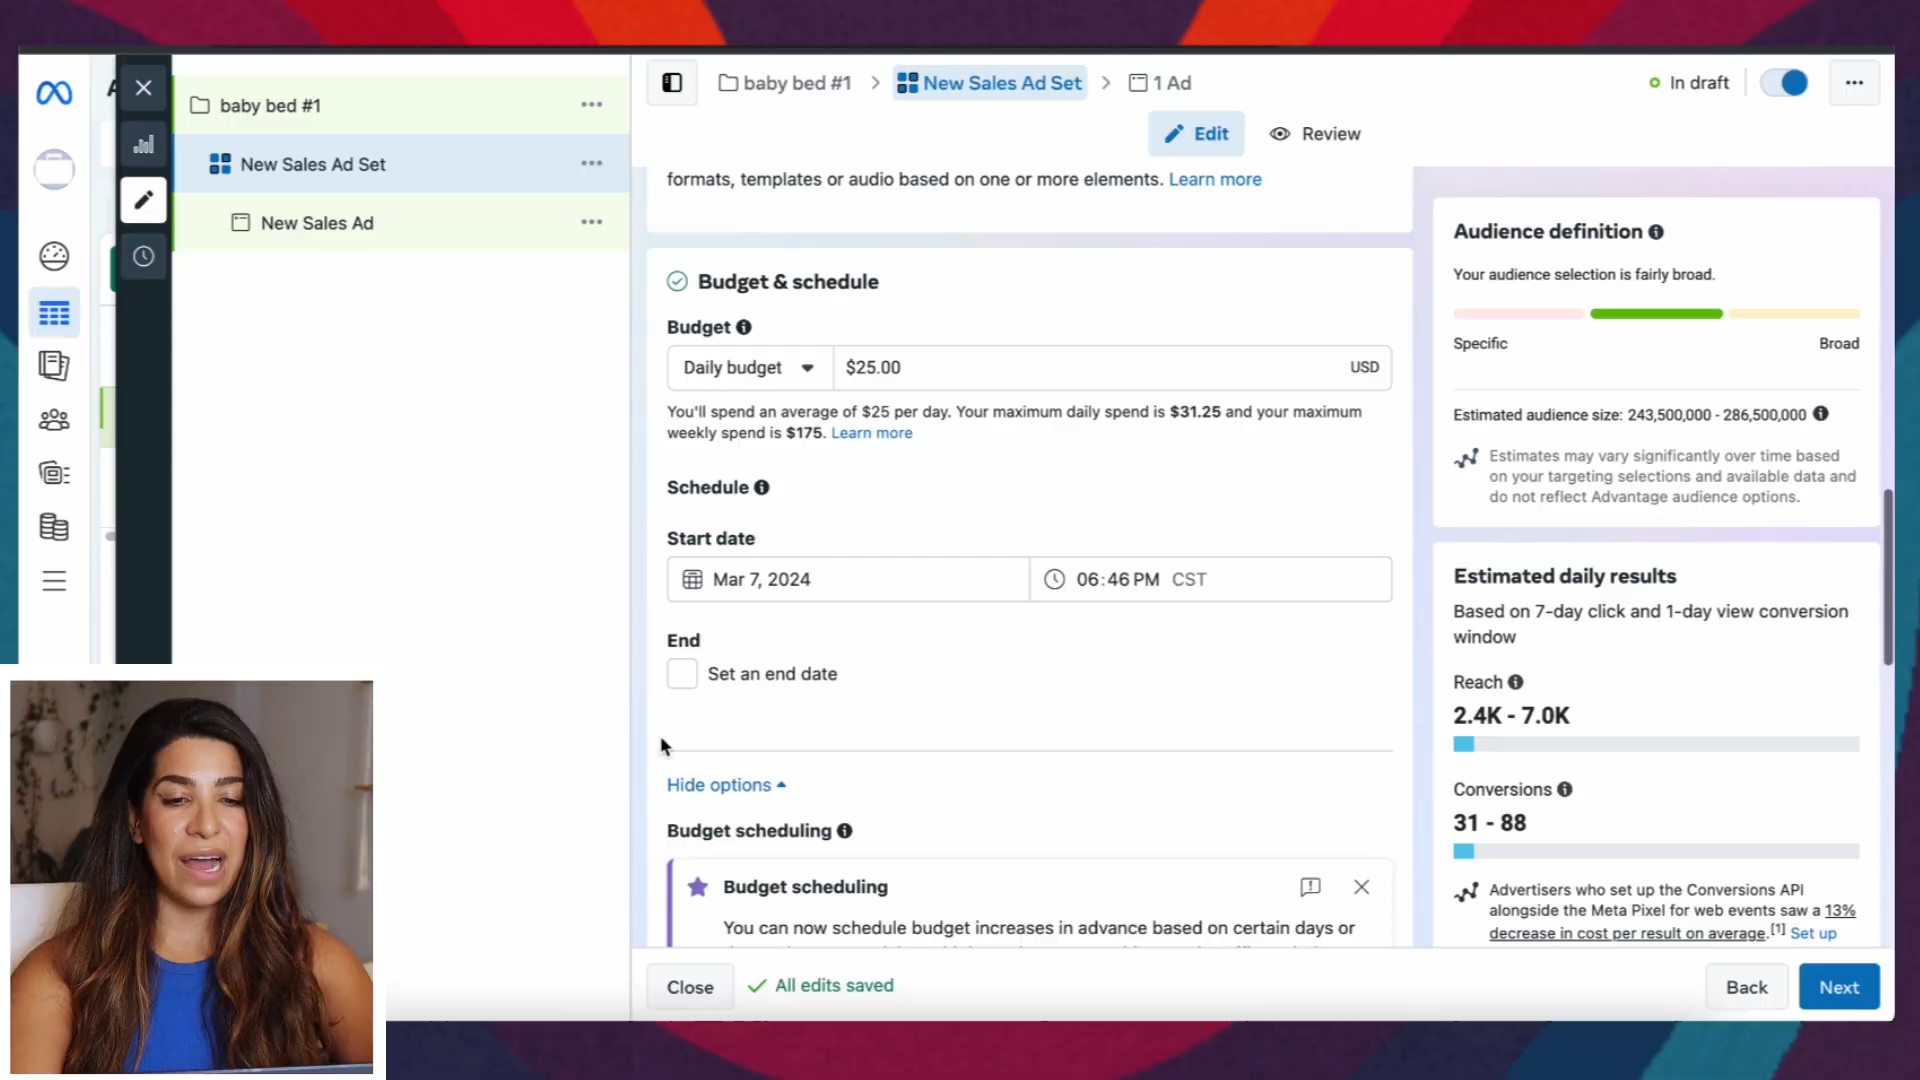 baby bed #1
New Sales Ad Set
New Sales Ad
baby bed #1
New Sales Ad Set
1 Ad
In draft
Edit
Review
formats, templates or audio based on one or more elements. Learn more
Budget & schedule
Budget
Daily budget
$25.00
USD
You'll spend an average of $25 per day. Your maximum daily spend is $31.25 and your maximum
weekly spend is $175. Learn more
Schedule
Start date
Mar 7, 2024
06:46 PM CST
End
Set an end date
Hide options
Budget scheduling
Budget scheduling
You can now schedule budget increases in advance based on certain days or
Close
All edits saved
Back
Next
Audience definition
Your audience selection is fairly broad.
Specific
Broad
Estimated audience size: 243,500,000 - 286,500,000
Estimates may vary significantly over time based
on your targeting selections and available data and
do not reflect Advantage audience options.
Estimated daily results
Based on 7-day click and 1-day view conversion
window
Reach
2.4K - 7.0K
Conversions
31 - 88
Advertisers who set up the Conversions API
alongside the Meta Pixel for web events saw a 13%
decrease in cost per result on average.[1] Set up